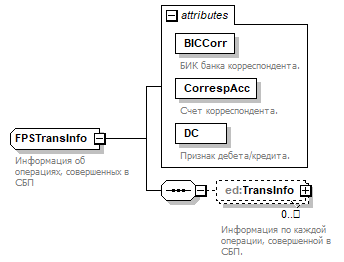 attributes
BICCorr
БИК банка корреспондента.
CorrespAcc
Счет корреспондента.
DC
Признак дебета/кредита.
FPSTransInfo
Информация об
операциях, совершенных в
СБП
ed:TransInfo
0..
Информация по каждой
операции, совершенной в
СБП.